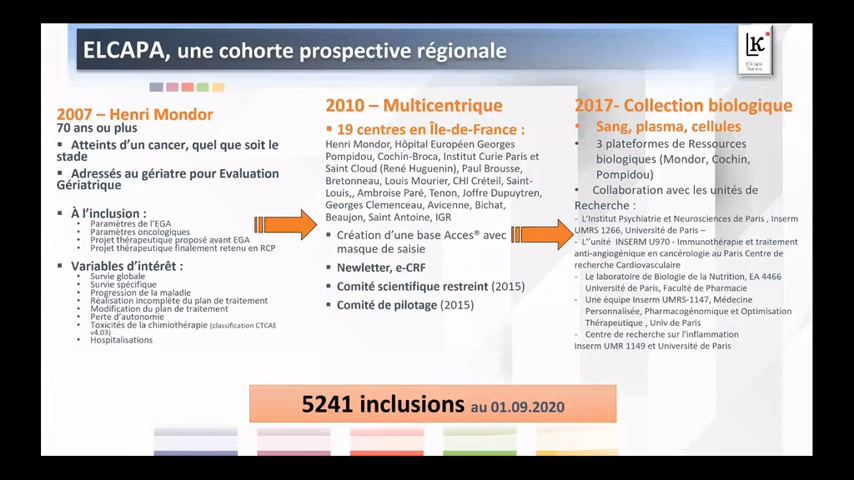 ELCAPA, une cohorte prospective régionale
K
Elcapa
2007 – Henri Mondor
70 ans ou plus
Atteints d'un cancer, quel que soit le
stade
Adressés au gériatre pour Evaluation
Gériatrique
À l'inclusion :
Paramètres de l'EGA
Paramètres oncologiques
Projet thérapeutique proposé avant EGA
Projet thérapeutique finalement retenu en RCP
Variables d'intérêt :
Survie globale
Survie spécifique
Progression de la maladie
Réalisation incomplète du plan de traitement
Modification du plan de traitement
Perte d'autonomie
Toxicités de la chimiothérapie (classification CTCAE
v4.03)
Hospitalisations
2010 – Multicentrique
19 centres en Île-de-France :
Henri Mondor, Hôpital Européen Georges
Pompidou, Cochin-Broca, Institut Curie Paris et
Saint Cloud (René Huguenin), Paul Brousse,
Bretonneau, Louis Mourier, CHI Créteil, Saint-
Louis,, Ambroise Paré, Tenon, Joffre Dupuytren,
Georges Clemenceau, Avicenne, Bichat,
Beaujon, Saint Antoine, IGR
Création d'une base Acces® avec
masque de saisie
Newletter, e-CRF
Comité scientifique restreint (2015)
Comité de pilotage (2015)
2017- Collection biologique
Sang, plasma, cellules
3 plateformes de Ressources
biologiques (Mondor, Cochin,
Pompidou)
Collaboration avec les unités de
Recherche :
- L'Institut Psychiatrie et Neurosciences de Paris , Inserm
UMRS 1266, Université de Paris –
- L''unité INSERM U970 - Immunothérapie et traitement
anti-angiogénique en cancérologie au Paris Centre de
recherche Cardiovasculaire
- Le laboratoire de Biologie de la Nutrition, EA 4466
Université de Paris, Faculté de Pharmacie
- Une équipe Inserm UMRS-1147, Médecine
Personnalisée, Pharmacogénomique et Optimisation
Thérapeutique , Univ de Paris
- Centre de recherche sur l'inflammation
Inserm UMR 1149 et Université de Paris
5241 inclusions au 01.09.2020